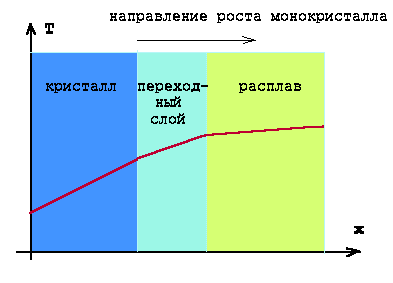 направление роста монокристалла
T
кристалл
переход-
ный
слой
расплав
x